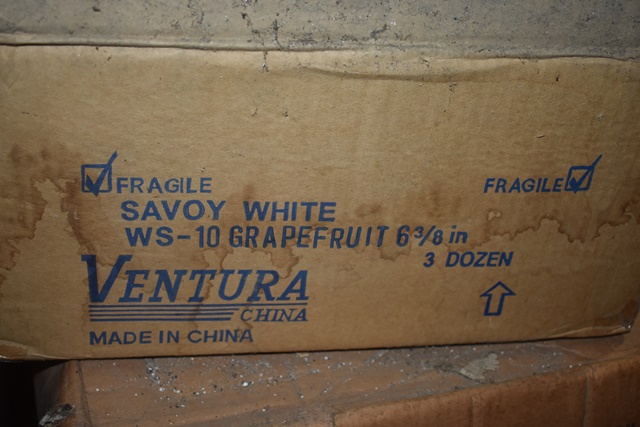 FRAGILE FRAGILE
SAVOY WHITE
WS-10 GRAPEFRUIT 6 3/8 in
3 DOZEN
VENTURA
CHINA
MADE IN CHINA